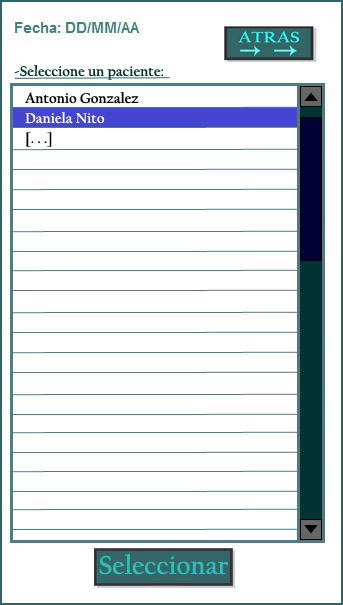 Fecha: DD/MM/AA
ATRAS
-Seleccione un paciente:
Antonio Gonzalez
Daniela Nito
[. . .]
Seleccionar